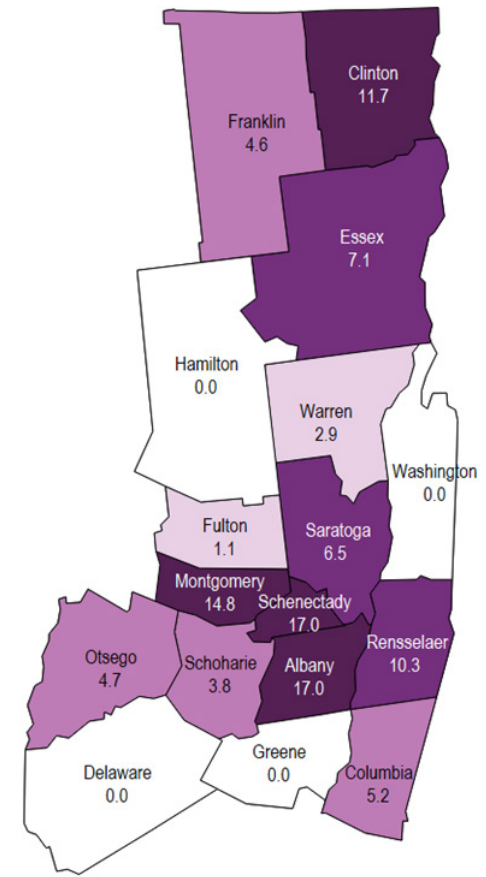 Clinton
11.7
Franklin
4.6
Essex
7.1
Hamilton
0.0
Warren
2.9
Washington
0.0
Fulton
1.1
Saratoga
6.5
Montgomery
14.8
Schenectady
17.0
Rensselaer
10.3
Otsego
4.7
Schoharie
3.8
Albany
17.0
Greene
0.0
Delaware
0.0
Columbia
5.2